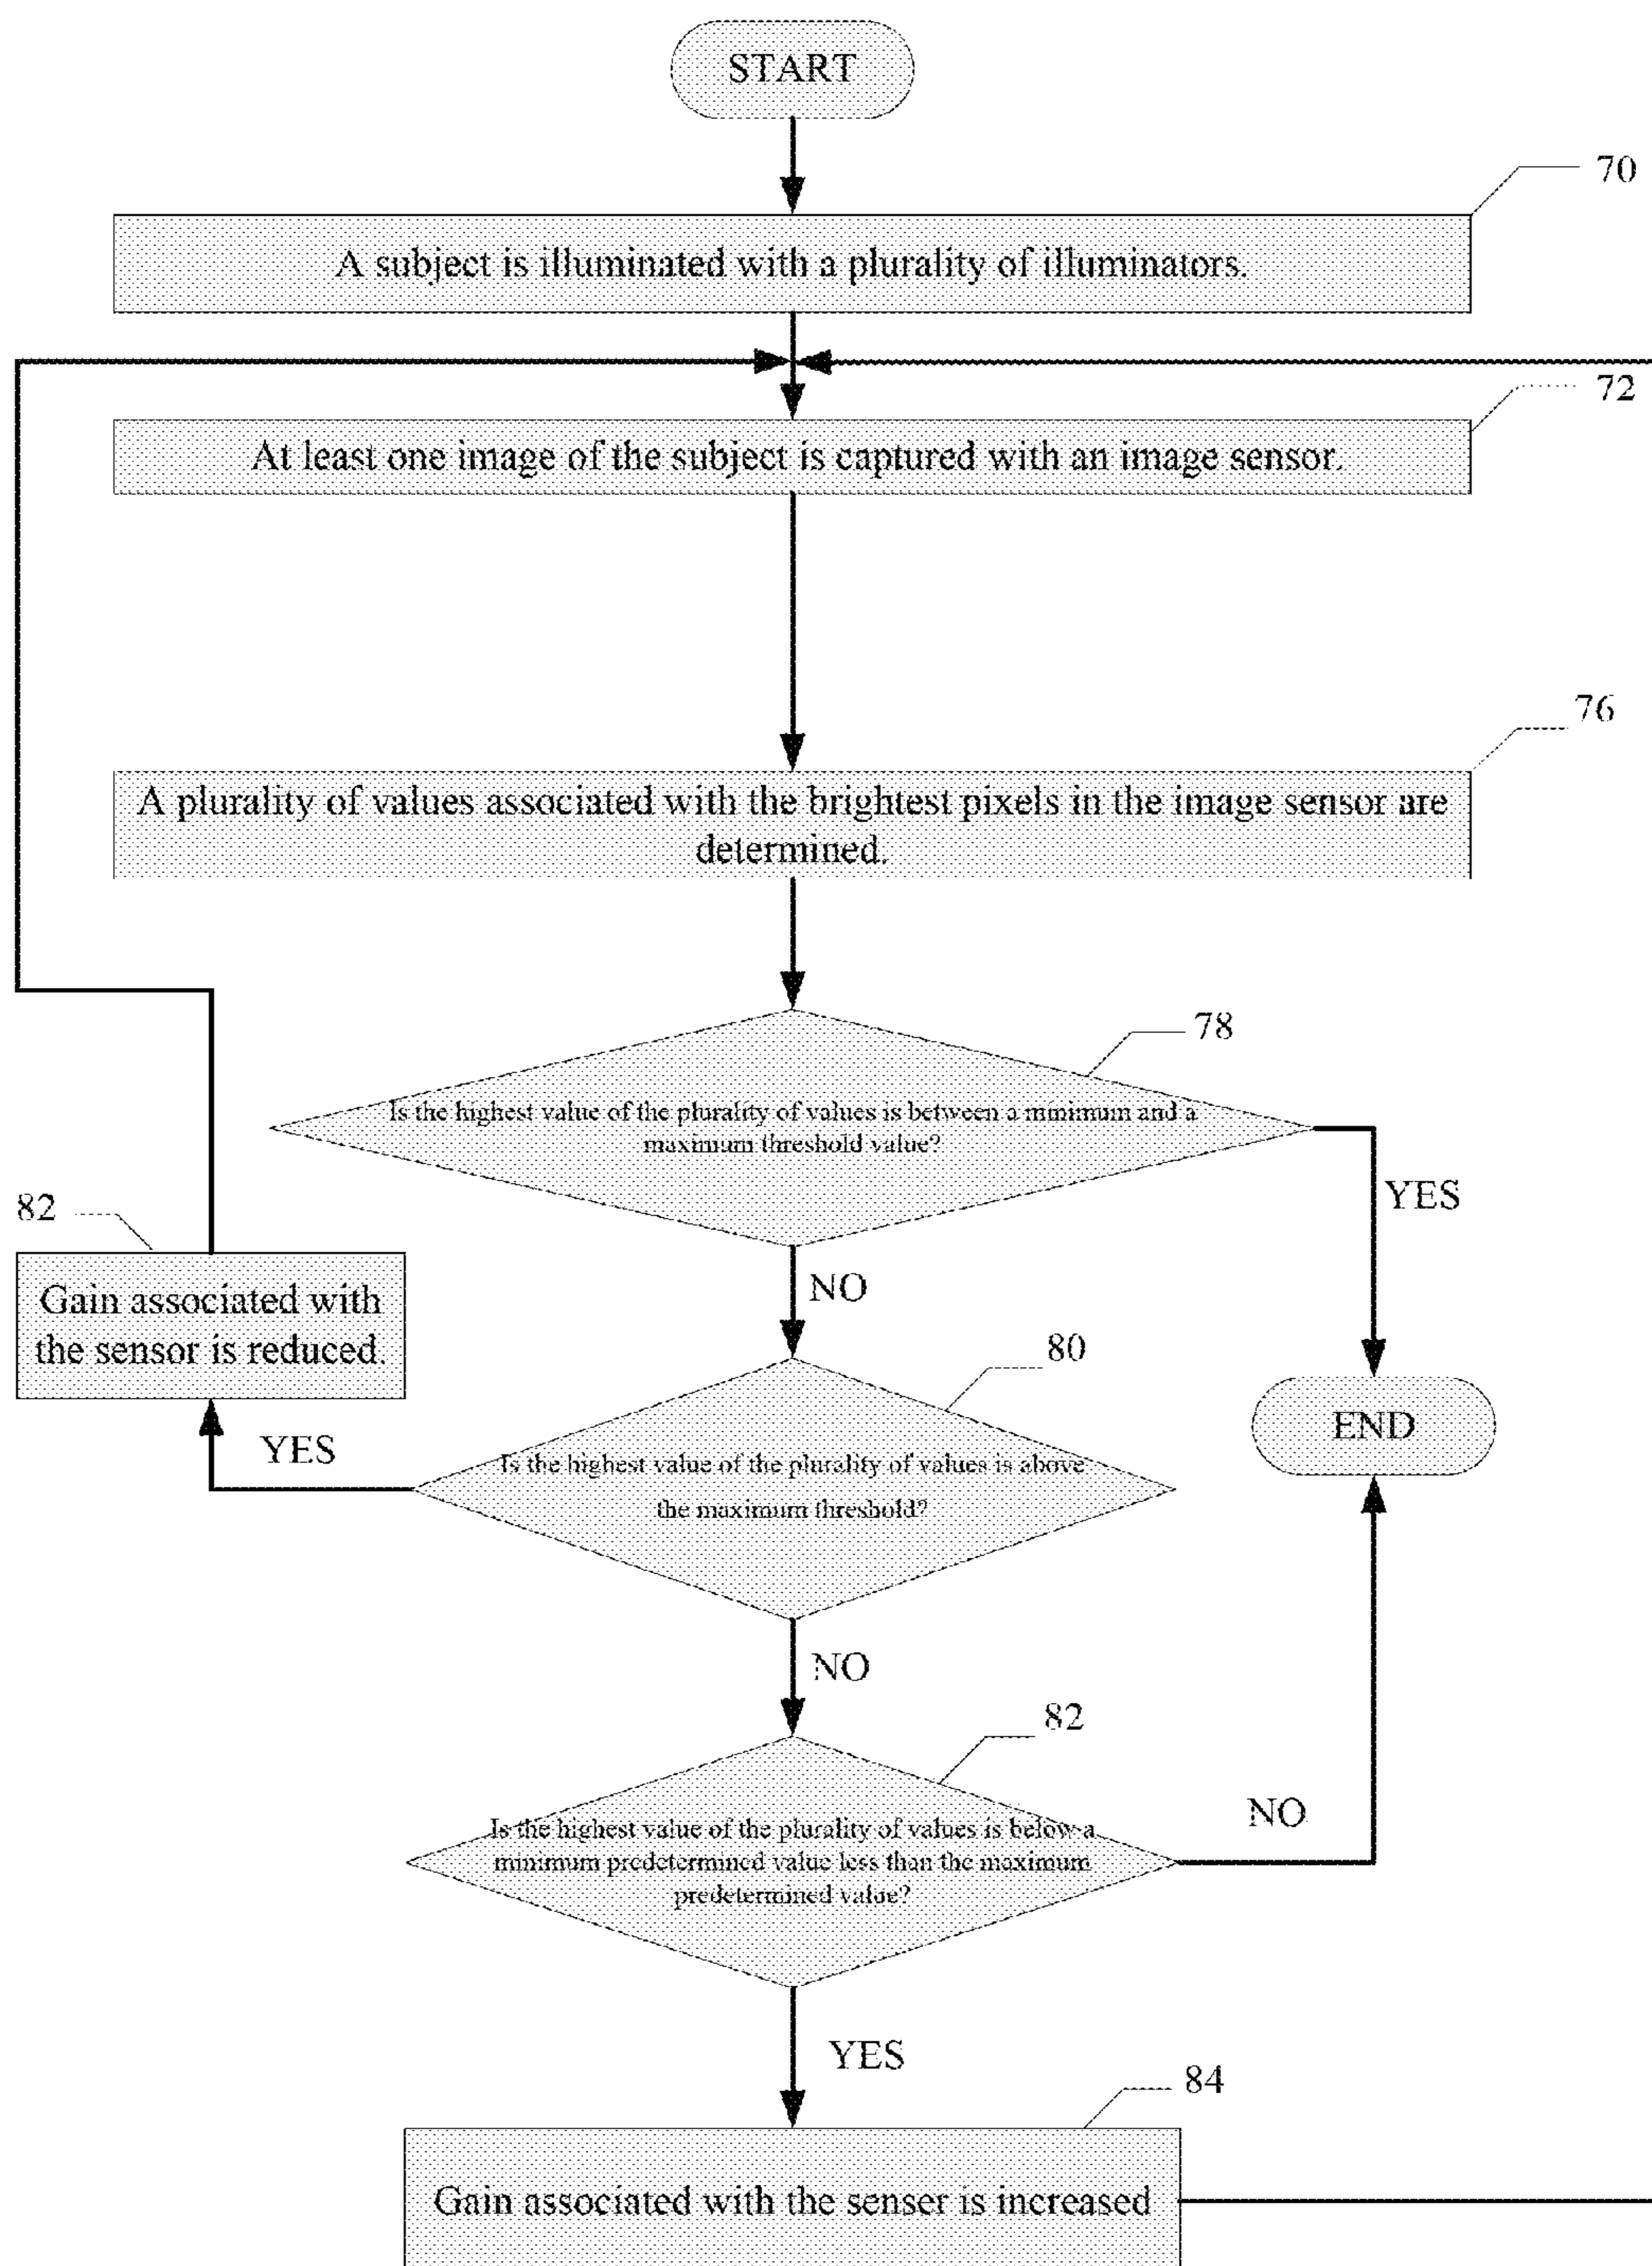 START
70
A subject is illuminated with a plurality of illuminators.
72
At least one image of the subject is captured with an image sensor.
76
A plurality of values associated with the brightest pixels in the image sensor are
determined.
78
Is the highest value of the plurality of values is between a minimum and a
maximum threshold value?
YES
82
Gain associated with
the sensor is reduced.
NO
80
END
YES
Is the highest value of the plurality of values is above
the maximum threshold?
NO
82
Is the highest value of the plurality of values is below a
minimum predetermined value less than the maximum
predetermined value?
NO
YES
84
Gain associated with the senser is increased